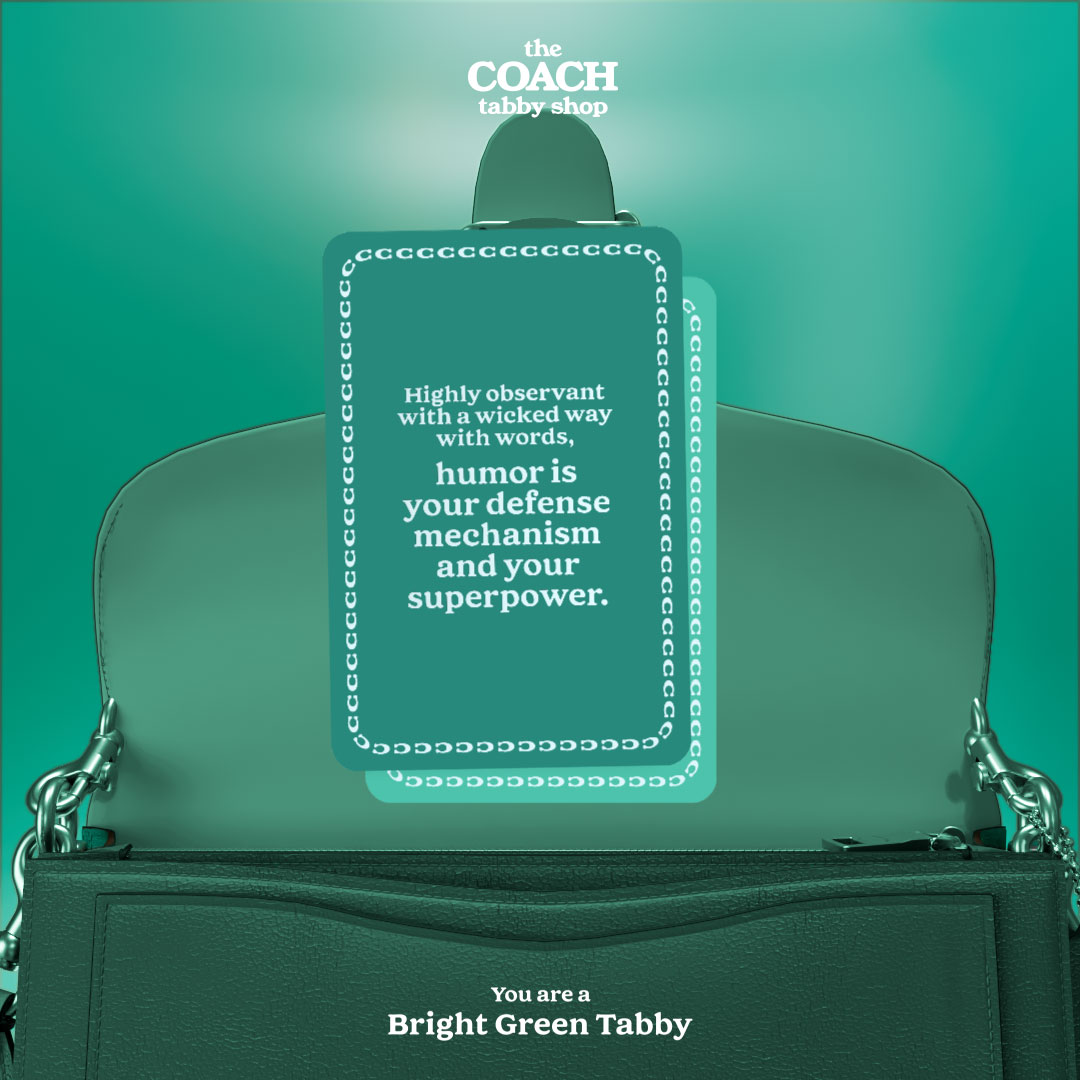 the
COACH
tabby shop
Highly observant
with a wicked way
with words,
humor is
your defense
mechanism
and your
superpower.
You are a
Bright Green Tabby